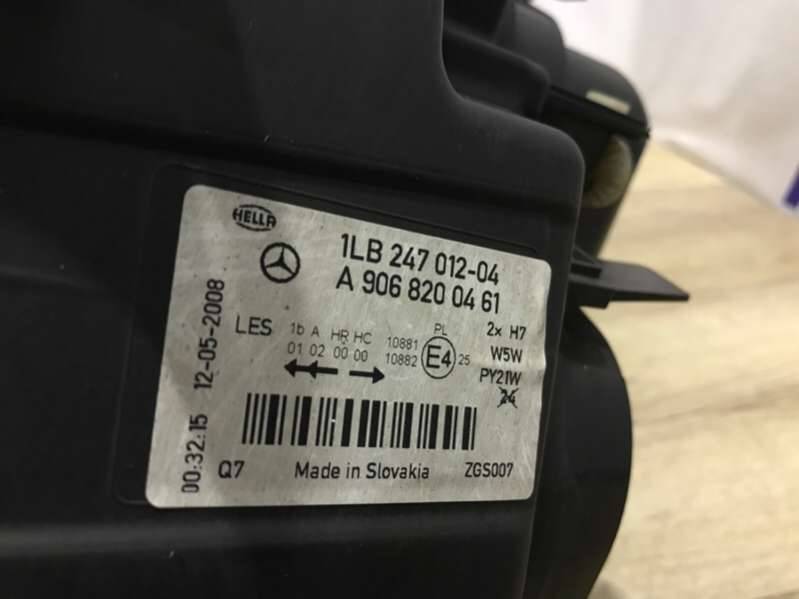 HELLA
1LB 247 012-04
A 906 820 04 61
LES
1b A HR HC
01 02 00 00
10881
10882
PL
E4
25
2x H7
W5W
PY21W
24
00:32:15 12-05-2008
Q7
Made in Slovakia
ZGS007